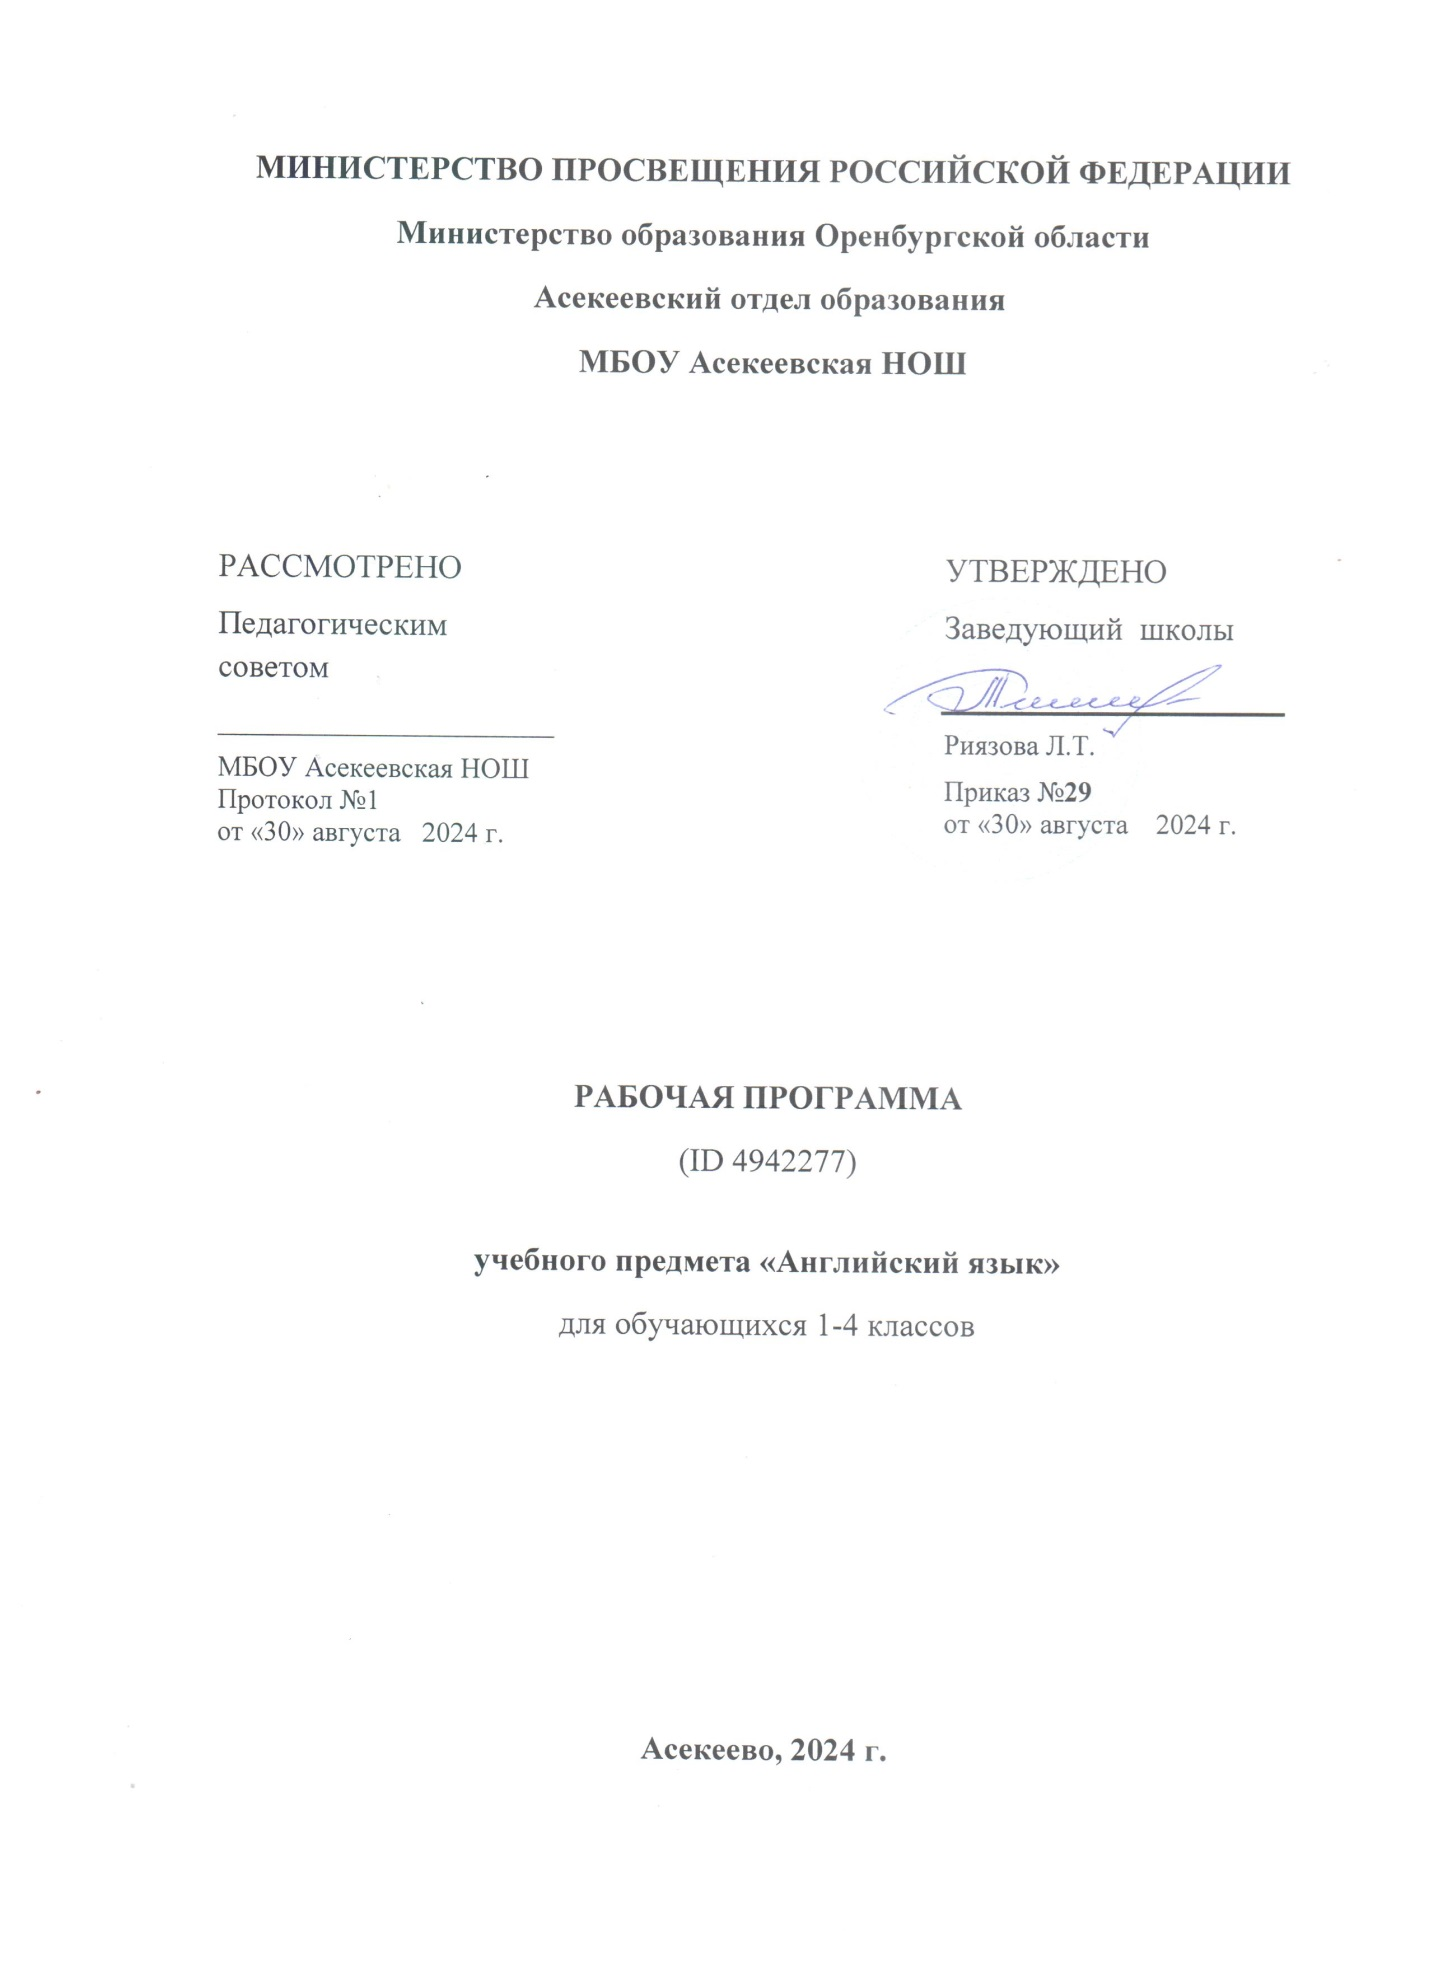 МИНИСТЕРСТВО ПРОСВЕЩЕНИЯ РОССИЙСКОЙ ФЕДЕРАЦИИ
Министерство образования Оренбургской области
Асекеевский отдел образования
МБОУ Асекеевская НОШ
РАССМОТРЕНО
Педагогическим
советом
МБОУ Асекеевская НОШ
Протокол №1
от «30» августа 2024 г.
УТВЕРЖДЕНО
Заведующий школы
Риязова Л.Т.
Приказ №29
от «30» августа 2024 г.
РАБОЧАЯ ПРОГРАММА
(ID 4942277)
учебного предмета «Английский язык»
для обучающихся 1-4 классов
Асекеево, 2024 г.